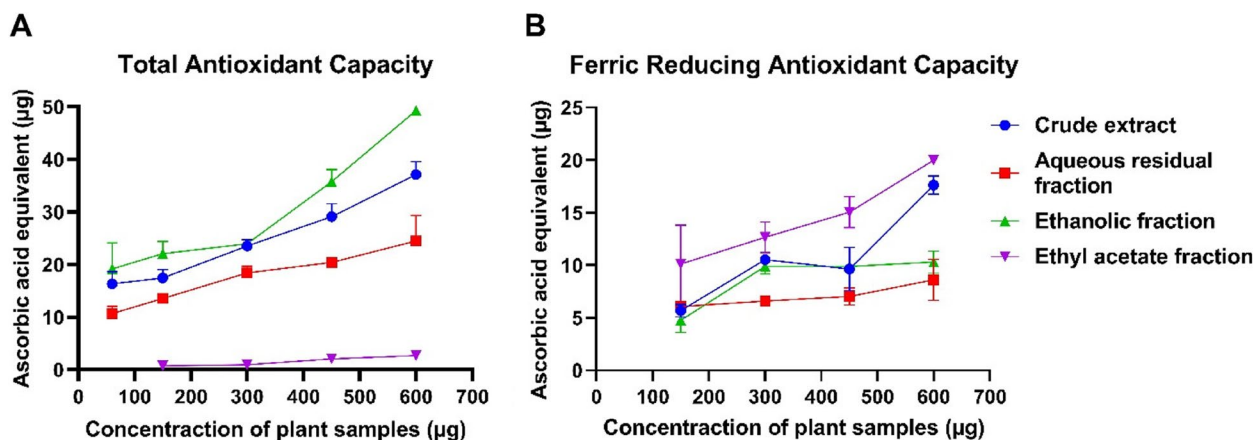 A
Total Antioxidant Capacity
Ascorbic acid equivalent (µg)
50
40
30
20
10
0
0 100 200 300 400 500 600 700
Concentraction of plant samples (µg)
B
Ferric Reducing Antioxidant Capacity
Ascorbic acid equivalent (µg)
25
20
15
10
5
0
0 100 200 300 400 500 600 700
Concentraction of plant samples (µg)
Crude extract
Aqueous residual
fraction
Ethanolic fraction
Ethyl acetate fraction